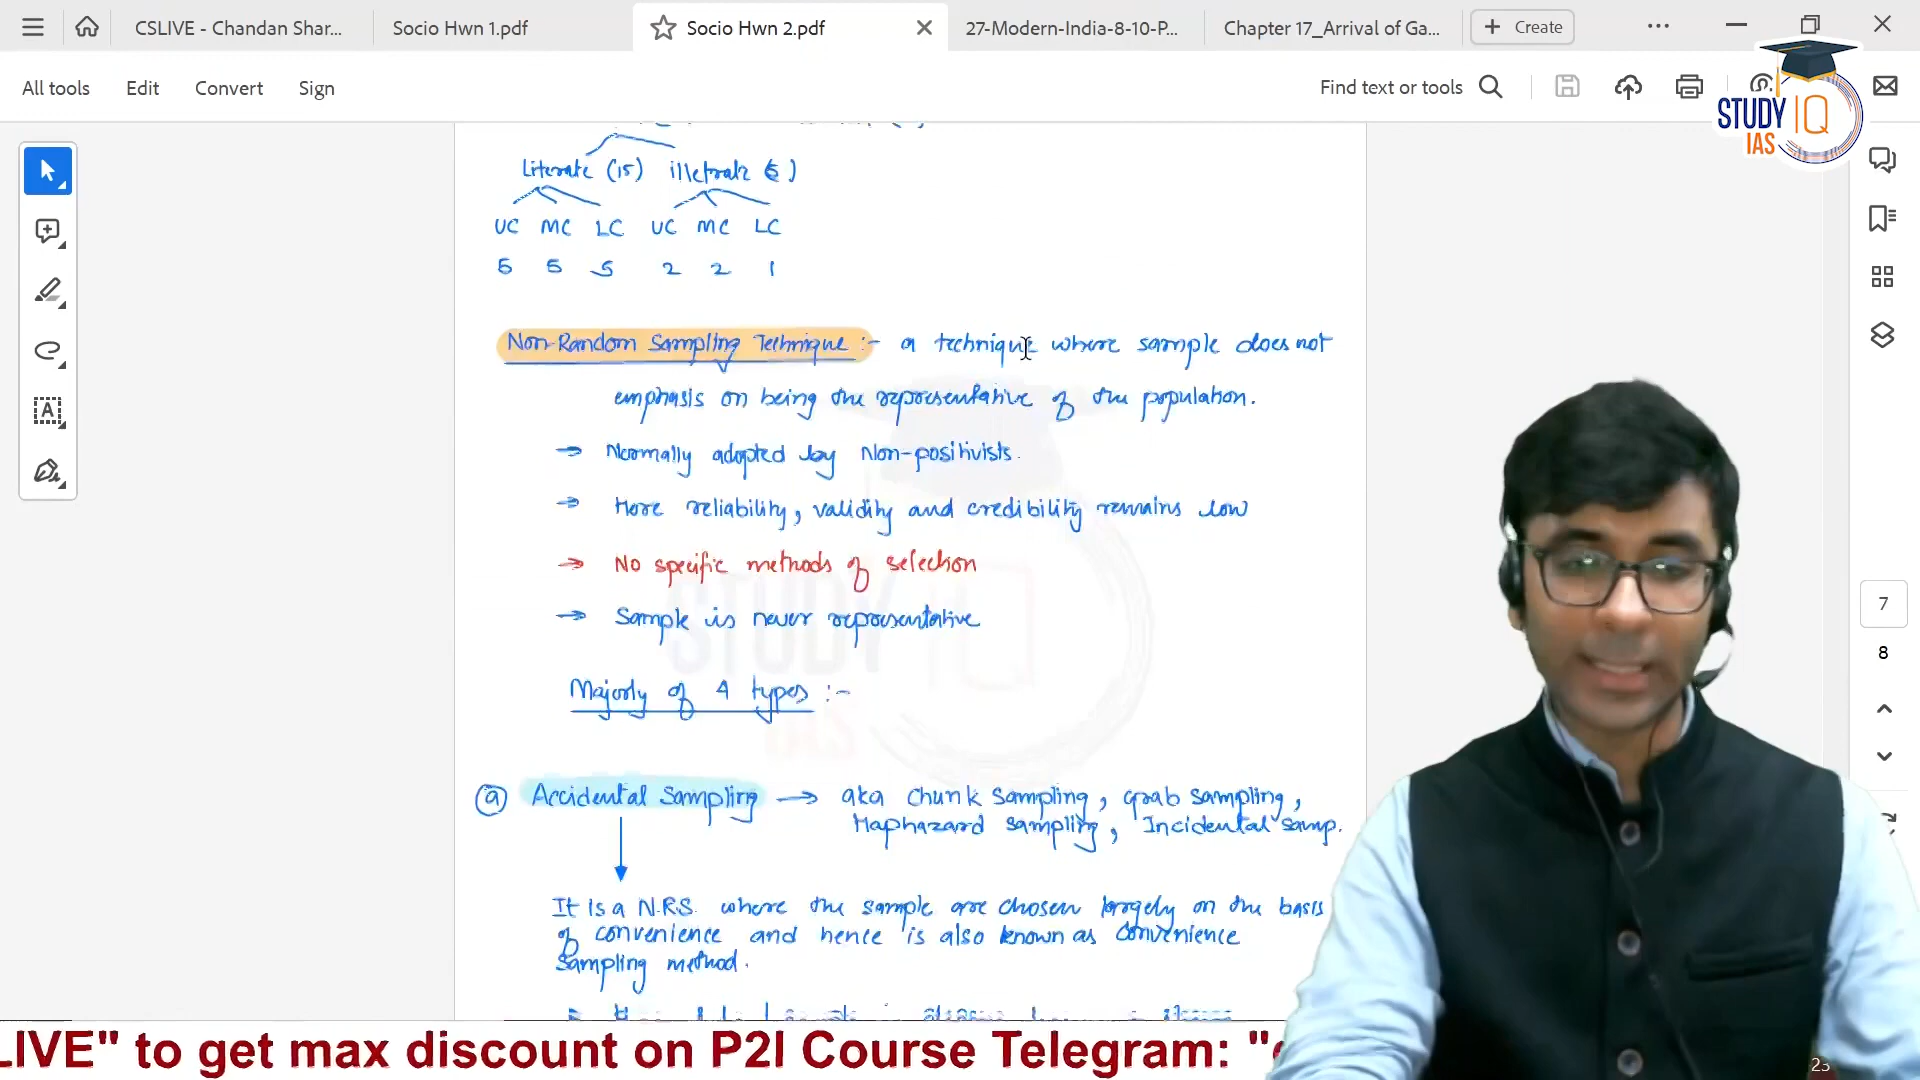 CSLIVE - Chandan Shar...
Socio Hwn 1.pdf
Socio Hwn 2.pdf
27-Modern-India-8-10-P...
Chapter 17_Arrival of Ga...
Create
All tools
Edit
Convert
Sign
Find text or tools
STUDY IQ
IAS
Literate (15) illetrate (5)
UC MC LC UC MC LC
5 5 5 2 2 1
Non-Random Sampling Technique :- a technique where sample does not
emphasis on being the representative of the population.
→ Normally adopted by Non-positivists.
→ Here reliability, validity and credibility remains low
→ No specific methods of selection
→ Sample is never representative
Majorly of 4 types :-
(a) Accidental Sampling → aka Chunk sampling, grab sampling,
Haphazard sampling, Incidental samp.
It is a N.R.S. where the sample are chosen largely on the basis
of convenience and hence is also known as convenience
sampling method.
STUDY IQ
IAS
7
8
LIVE" to get max discount on P2I Course Telegram: "
23